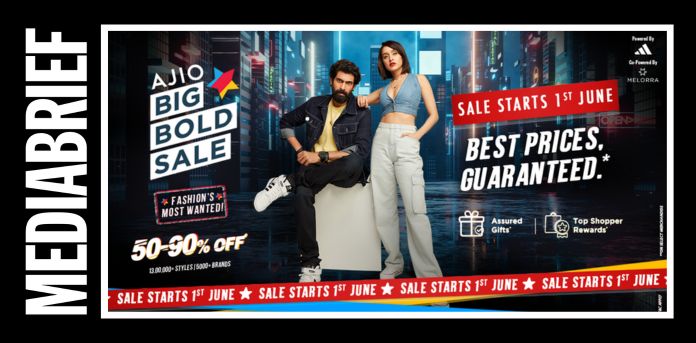 MEDIABRIEF
AJIO
BIG
BOLD
SALE
FASHION'S
MOST WANTED!
50-90% OFF
13,00,000+ STYLES | 5000+ BRANDS
Powered By
Co-Powered By
MELORRA
SALE STARTS 1ST JUNE
BEST PRICES,
GUARANTEED.*
Assured
Gifts*
Top Shopper
Rewards*
SALE STARTS 1ST JUNE ★ SALE STARTS 1ST JUNE ★ SALE STARTS 1ST JUNE ★ SALE STARTS 1ST JUNE ★ SALE STARTS 1ST JUNE